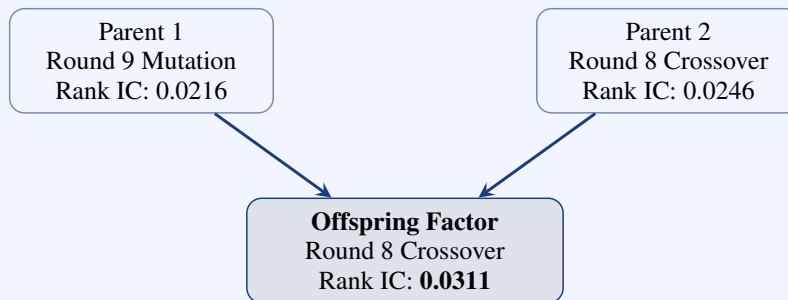 Parent 1
Round 9 Mutation
Rank IC: 0.0216
Parent 2
Round 8 Crossover
Rank IC: 0.0246
Offspring Factor
Round 8 Crossover
Rank IC: 0.0311